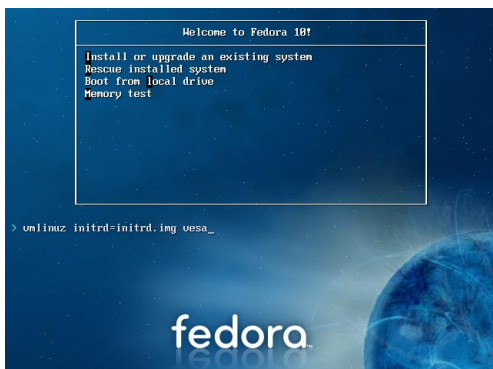 Welcome to Fedora 10!
Install or upgrade an existing system
Rescue installed system
Boot from local drive
Memory test
> vmlinuz initrd=initrd.img vesa_
fedora™